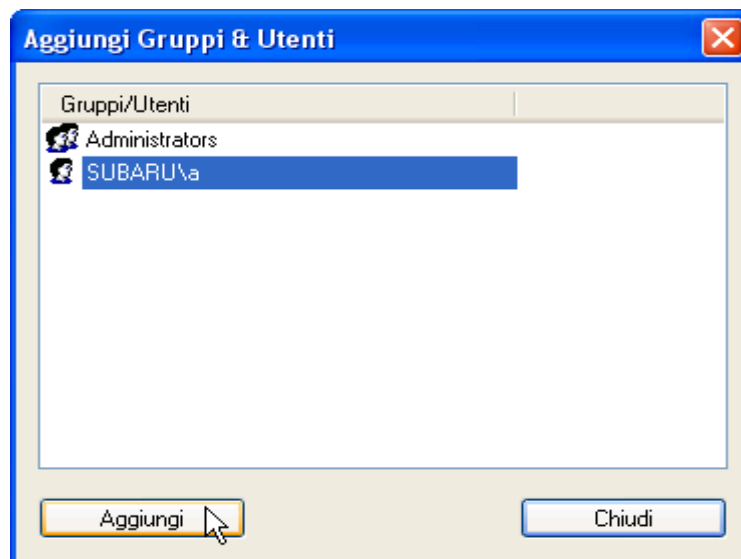 Aggiungi Gruppi & Utenti
Gruppi/Utenti
Administrators
SUBARU\a
Aggiungi
Chiudi